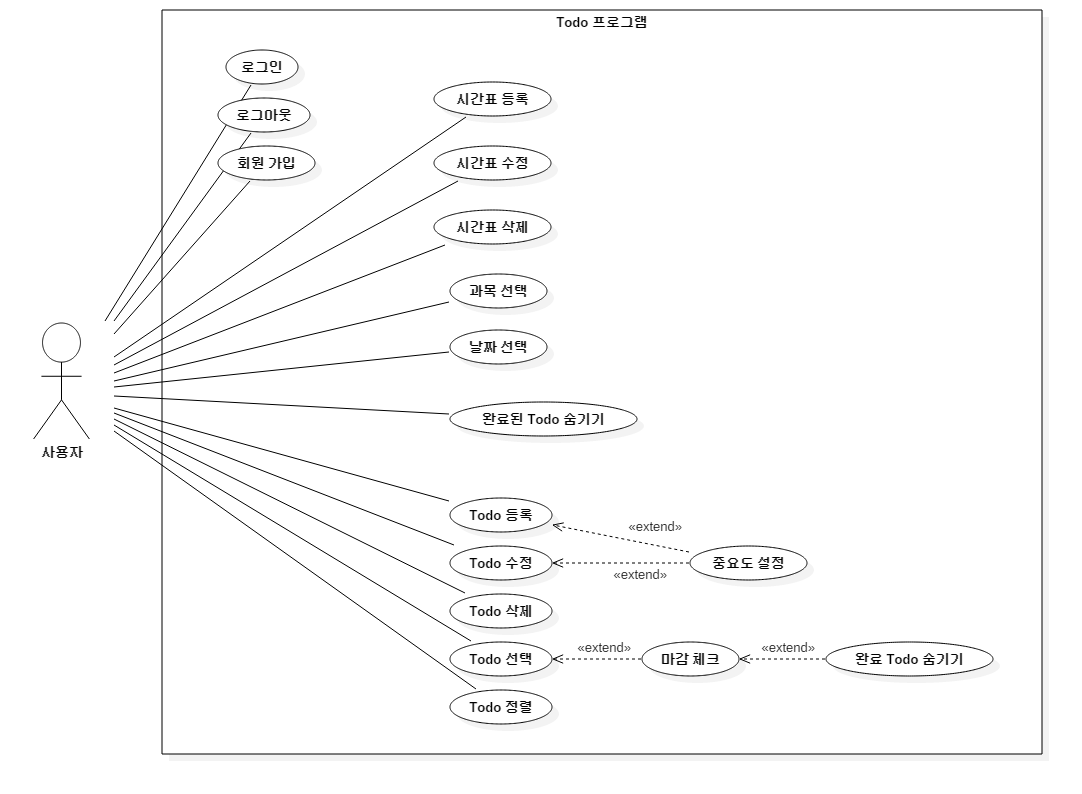 Todo 프로그램
로그인
로그마웃
회원 가입
시간표 등록
시간표 수정
시간표 삭제
과목 선택
날짜 선택
완료된 Todo 숨기기
사용자
Todo 등록
«extend»
Todo 수정
«extend»
중요도 설정
Todo 삭제
Todo 선택
«extend»
마감 체크
«extend»
완료 Todo 숨기기
Todo 정렬